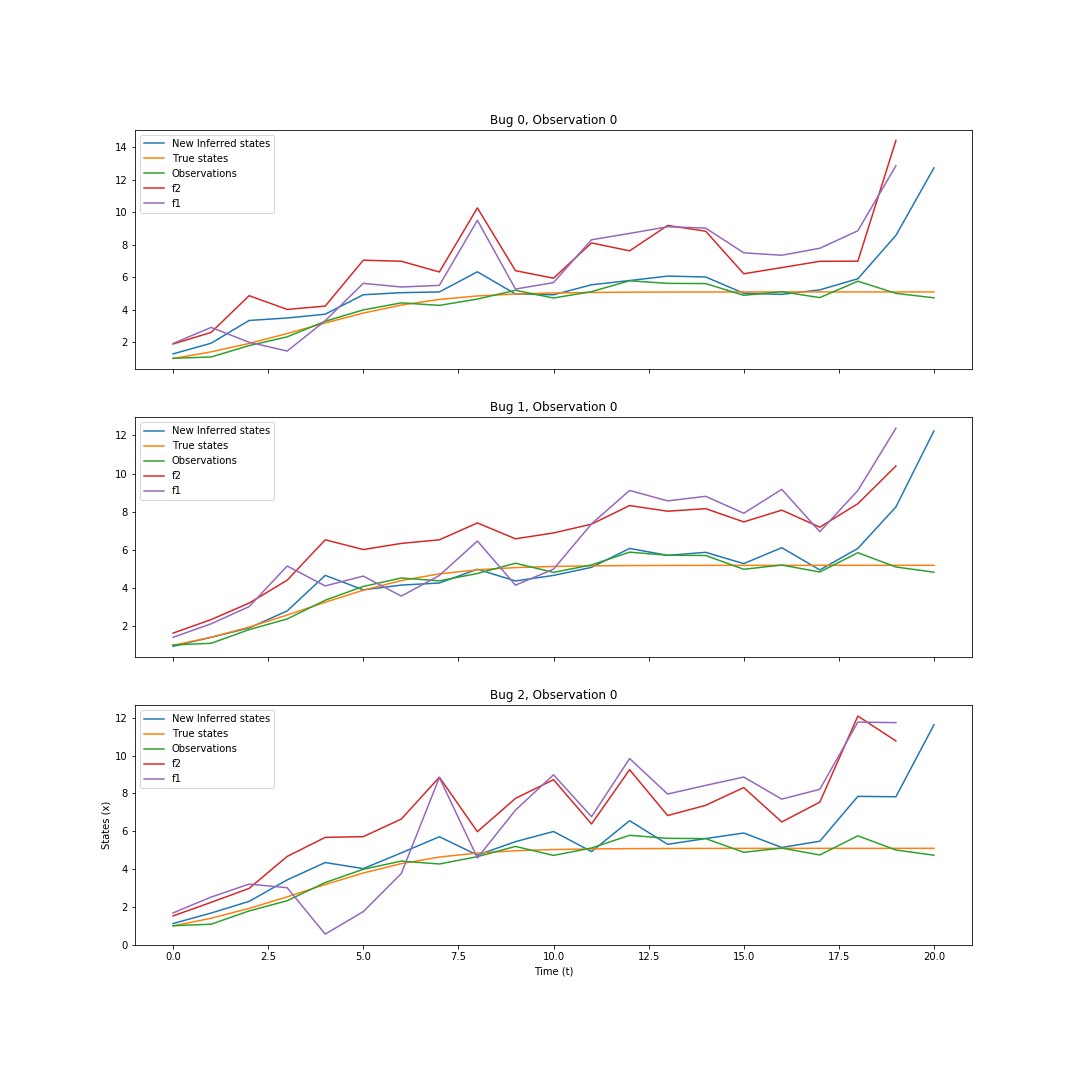 Bug 0, Observation 0
New Inferred states
True states
Observations
f2
f1
14
12
10
8
6
4
2
Bug 1, Observation 0
New Inferred states
True states
Observations
f2
f1
12
10
8
6
4
2
Bug 2, Observation 0
New Inferred states
True states
Observations
f2
f1
12
10
8
6
4
2
0
States (x)
0.0 2.5 5.0 7.5 10.0 12.5 15.0 17.5 20.0
Time (t)